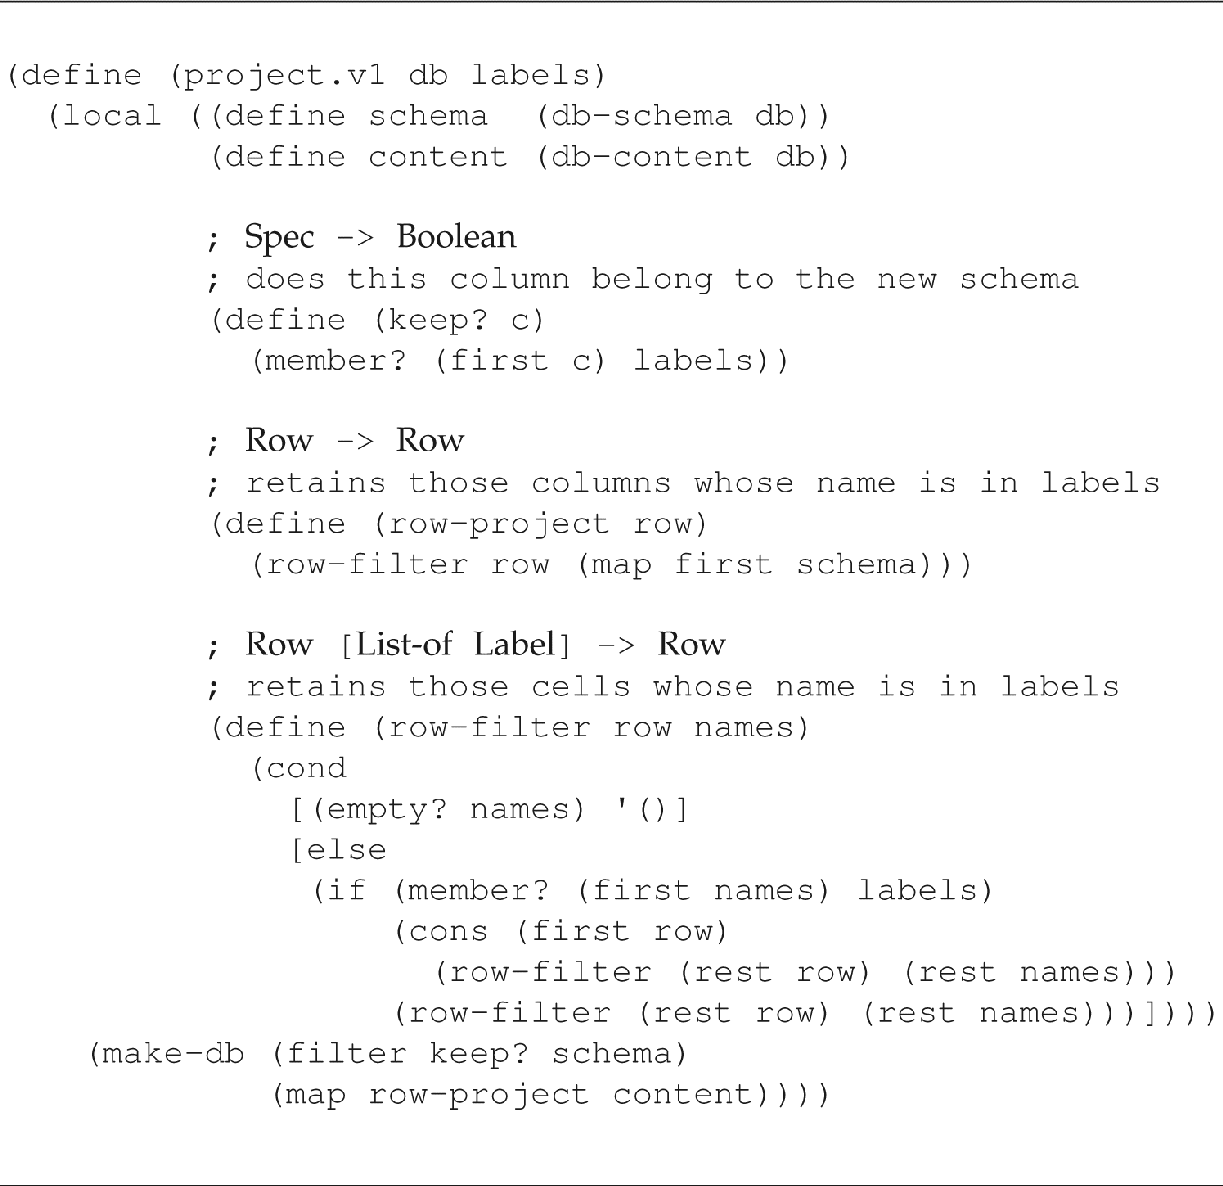 (define (project.v1 db labels)
  (local ((define schema  (db-schema db))
          (define content (db-content db))

          ; Spec -> Boolean
          ; does this column belong to the new schema
          (define (keep? c)
            (member? (first c) labels))

          ; Row -> Row
          ; retains those columns whose name is in labels
          (define (row-project row)
            (row-filter row (map first schema)))

          ; Row [List-of Label] -> Row
          ; retains those cells whose name is in labels
          (define (row-filter row names)
            (cond
              [(empty? names) '()]
              [else
               (if (member? (first names) labels)
                   (cons (first row)
                     (row-filter (rest row) (rest names)))
                   (row-filter (rest row) (rest names)))])))
    (make-db (filter keep? schema)
             (map row-project content))))